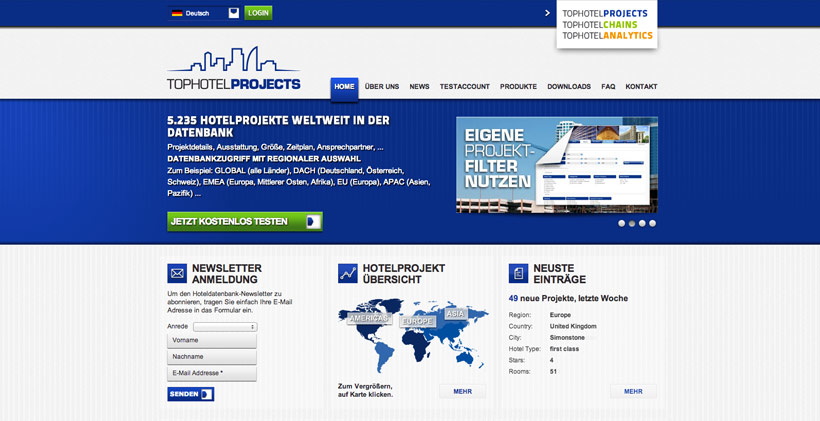 Deutsch
LOGIN
TOPHOTELPROJECTS
TOPHOTELCHAINS
TOPHOTELANALYTICS
TOPHOTELPROJECTS
HOME ÜBER UNS NEWS TESTACCOUNT PRODUKTE DOWNLOADS FAQ KONTAKT
5.235 HOTELPROJEKTE WELTWEIT IN DER
DATENBANK
Projektdetails, Ausstattung, Größe, Zeitplan, Ansprechpartner, ...
DATENBANKZUGRIFF MIT REGIONALER AUSWAHL
Zum Beispiel: GLOBAL (alle Länder), DACH (Deutschland, Österreich,
Schweiz), EMEA (Europa, Mittlerer Osten, Afrika), EU (Europa), APAC (Asien,
Pazifik) ...
JETZT KOSTENLOS TESTEN
EIGENE
PROJEKT-
FILTER
NUTZEN
NEWSLETTER
ANMELDUNG
Um den Hoteldatenbank-Newsletter zu
abonnieren, tragen Sie einfach Ihre E-Mail
Adresse in das Formular ein.
Anrede
Vorname
Nachname
E-Mail Addresse *
SENDEN
HOTELPROJEKT
ÜBERSICHT
AMERICAS
EUROPE
ASIA
Zum Vergrößern,
auf Karte klicken.
MEHR
NEUSTE
EINTRÄGE
49 neue Projekte, letzte Woche
Region: Europe
Country: United Kingdom
City: Simonstone
Hotel Type: first class
Stars: 4
Rooms: 51
MEHR